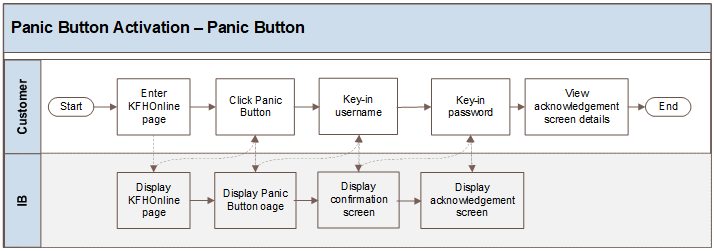 Panic Button Activation – Panic Button
Customer
Start
Enter
KFHOnline
page
Click Panic
Button
Key-in
username
Key-in
password
View
acknowledgement
screen details
End
IB
Display
KFHOnline
page
Display Panic
Button oage
Display
confirmation
screen
Display
acknowledgement
screen